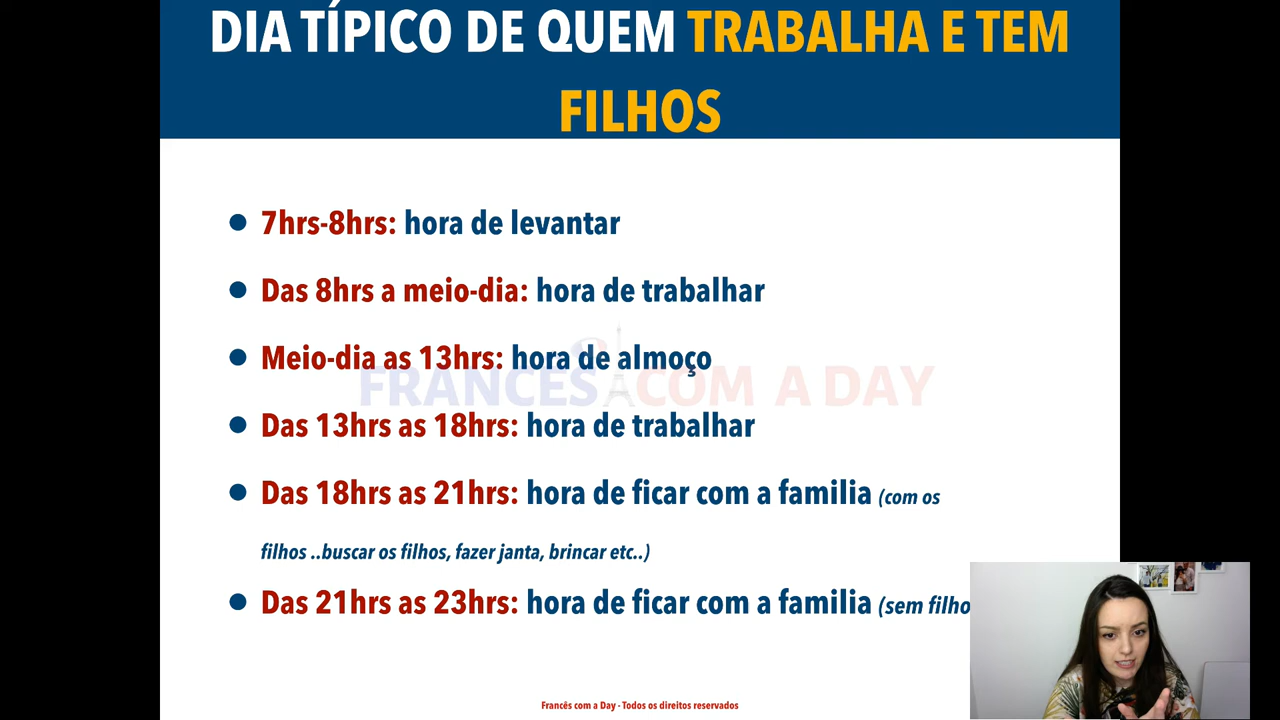 DIA TÍPICO DE QUEM TRABALHA E TEM
FILHOS
7hrs-8hrs: hora de levantar
Das 8hrs a meio-dia: hora de trabalhar
Meio-dia as 13hrs: hora de almoço
FRANCÊS COM A DAY
Das 13hrs as 18hrs: hora de trabalhar
Das 18hrs as 21hrs: hora de ficar com a familia (com os
filhos ..buscar os filhos, fazer janta, brincar etc..)
Das 21hrs as 23hrs: hora de ficar com a familia (sem filho
Francês com a Day - Todos os direitos reservados